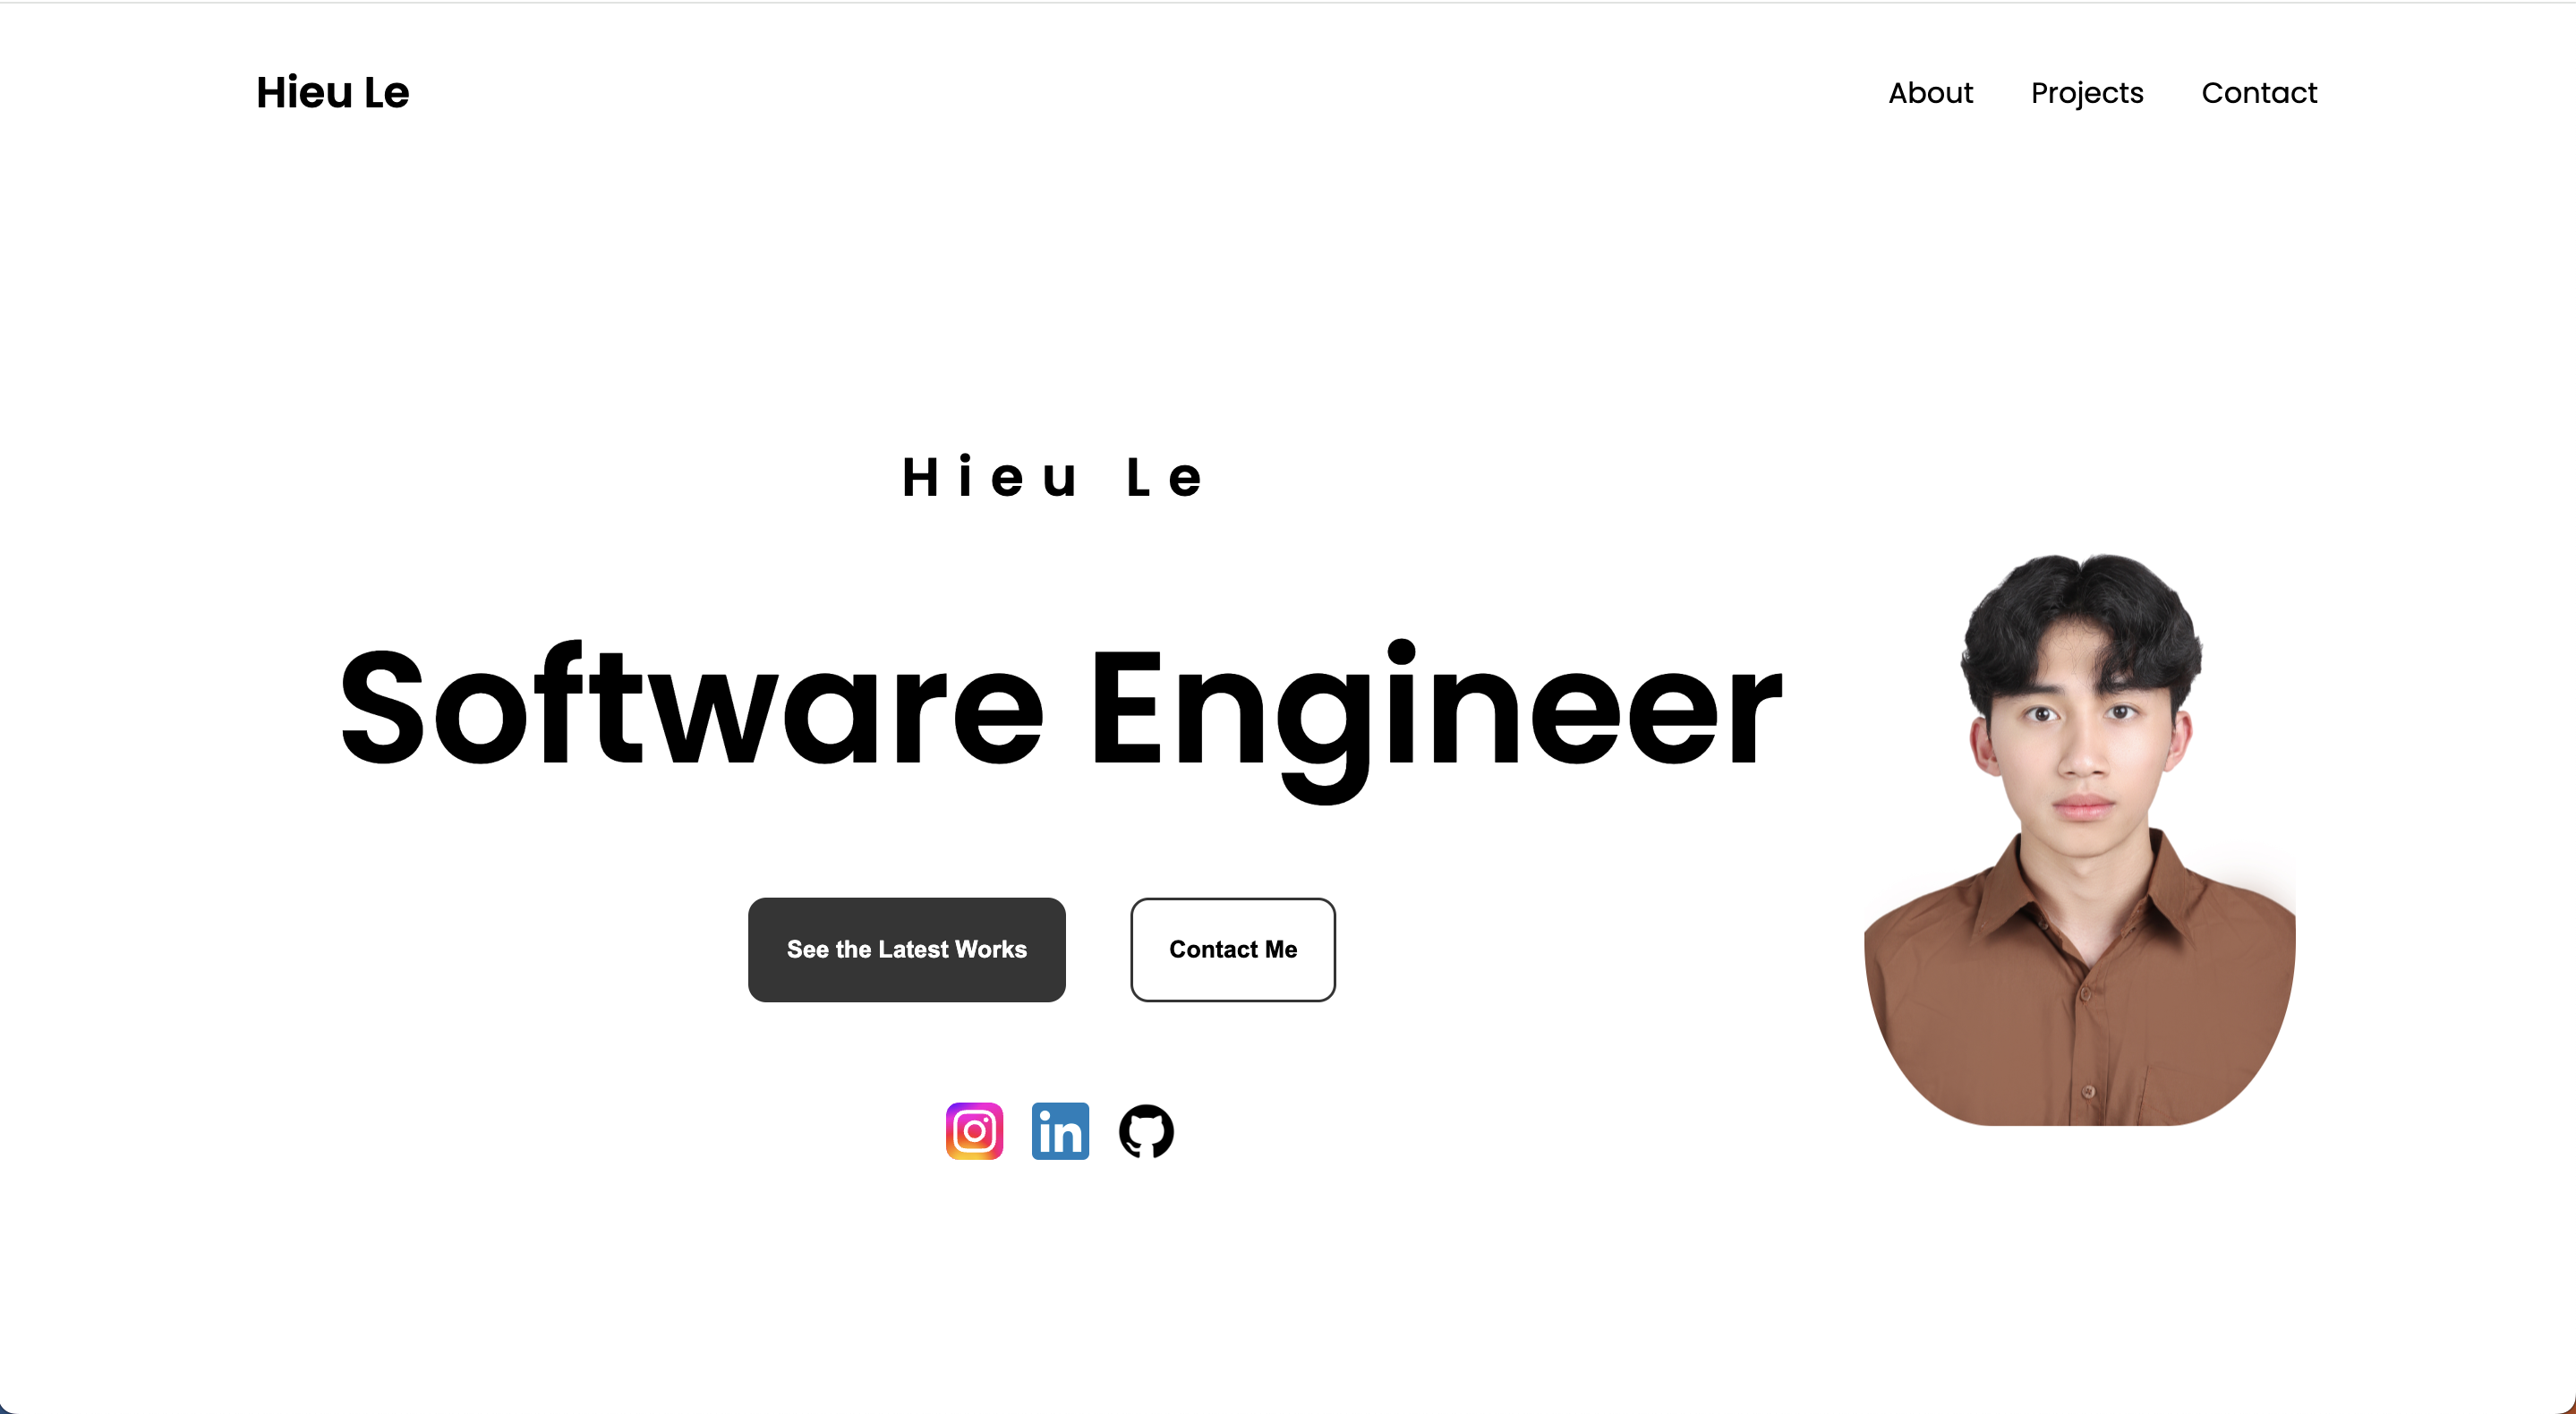 Hieu Le
About Projects Contact
Hieu Le
Software Engineer
See the Latest Works
Contact Me
in